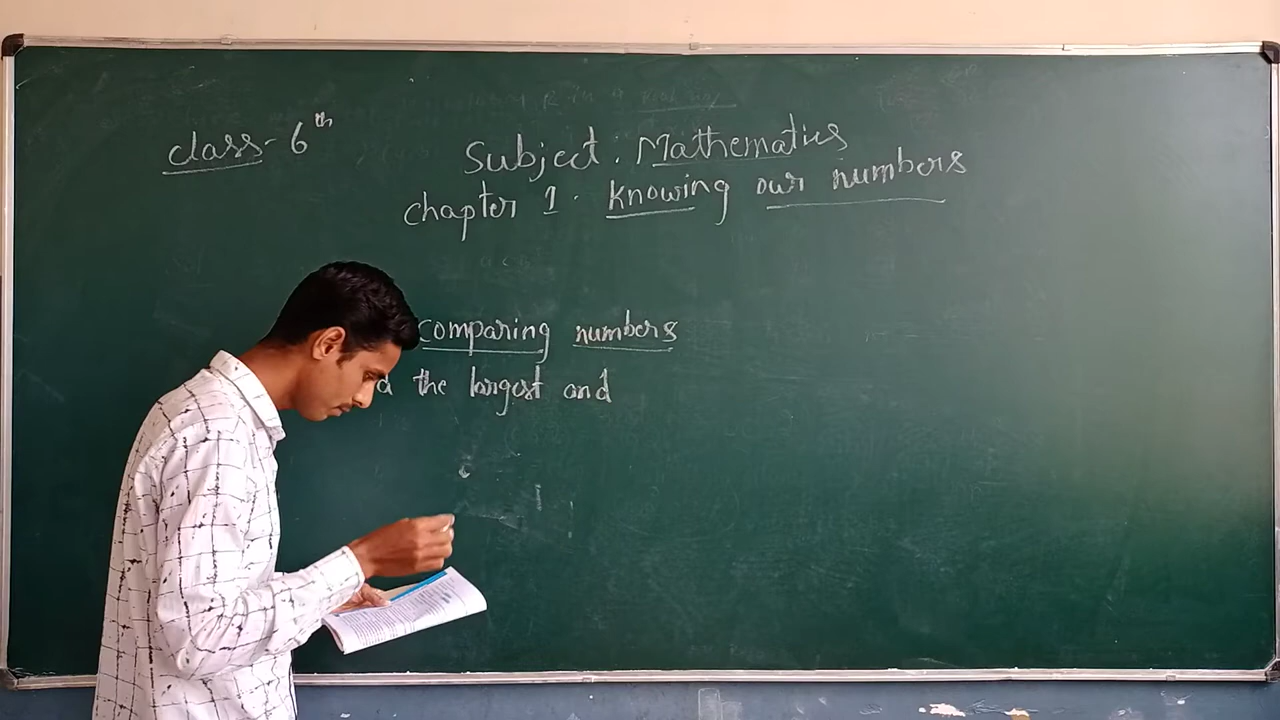 class- 6th
Subject. Mathematics
chapter 1. Knowing our numbers
comparing numbers
the largest and